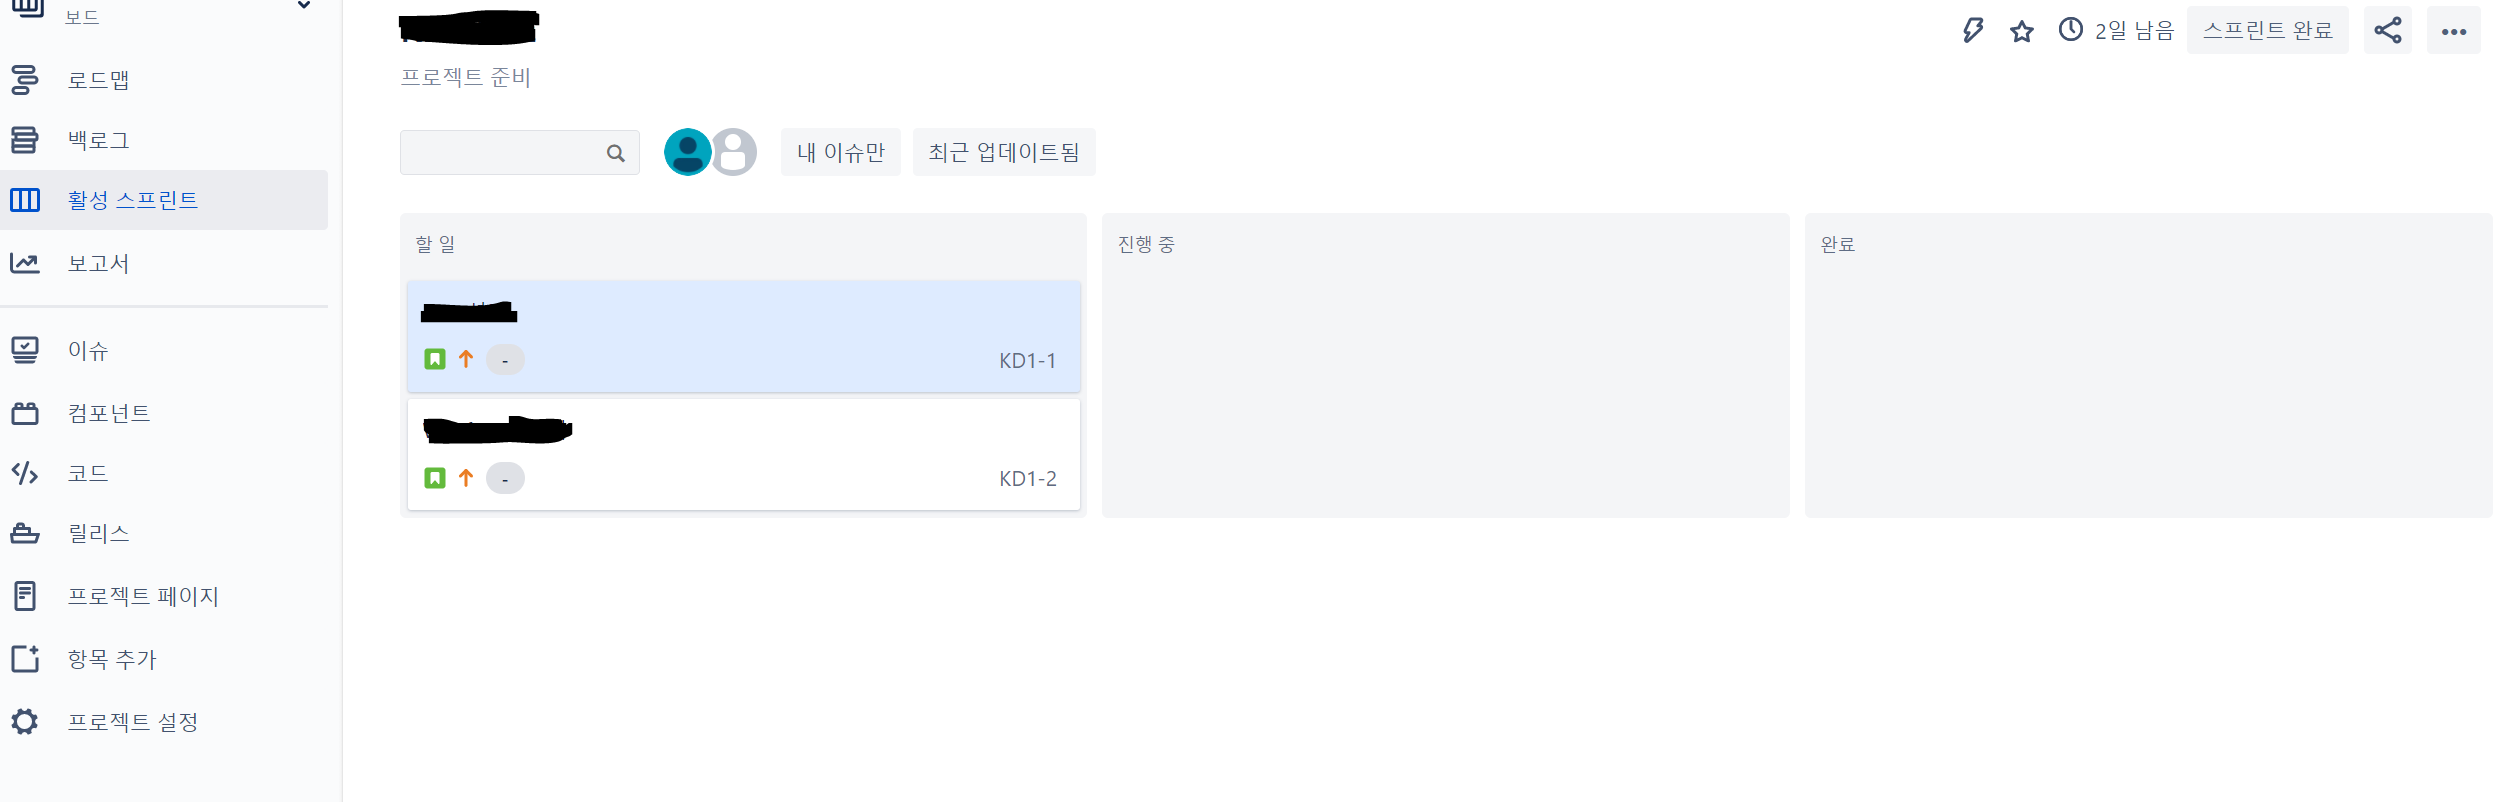 보드
로드맵
백로그
활성 스프린트
보고서
이슈
컴포넌트
코드
릴리스
프로젝트 페이지
항목 추가
프로젝트 설정
2일 남음
스프린트 완료
프로젝트 준비
내 이슈만
최근 업데이트됨
할 일
진행 중
완료
-
KD1-1
-
KD1-2